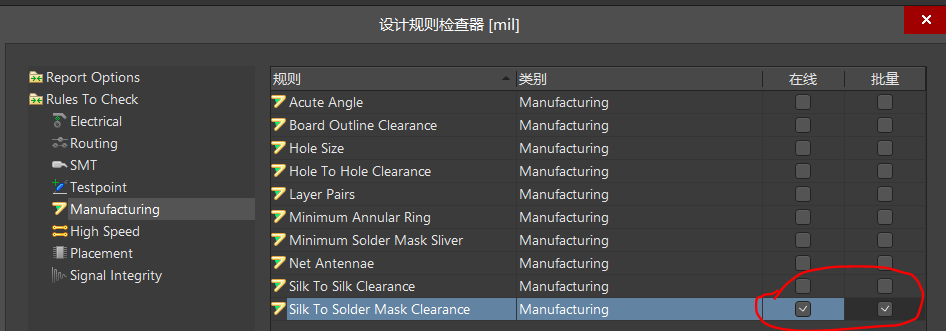 设计规则检查器 [mil]
Report Options
Rules To Check
Electrical
Routing
SMT
Testpoint
Manufacturing
High Speed
Placement
Signal Integrity
规则 类别 在线 批量
Acute Angle Manufacturing
Board Outline Clearance Manufacturing
Hole Size Manufacturing
Hole To Hole Clearance Manufacturing
Layer Pairs Manufacturing
Minimum Annular Ring Manufacturing
Minimum Solder Mask Sliver Manufacturing
Net Antennae Manufacturing
Silk To Silk Clearance Manufacturing
Silk To Solder Mask Clearance Manufacturing